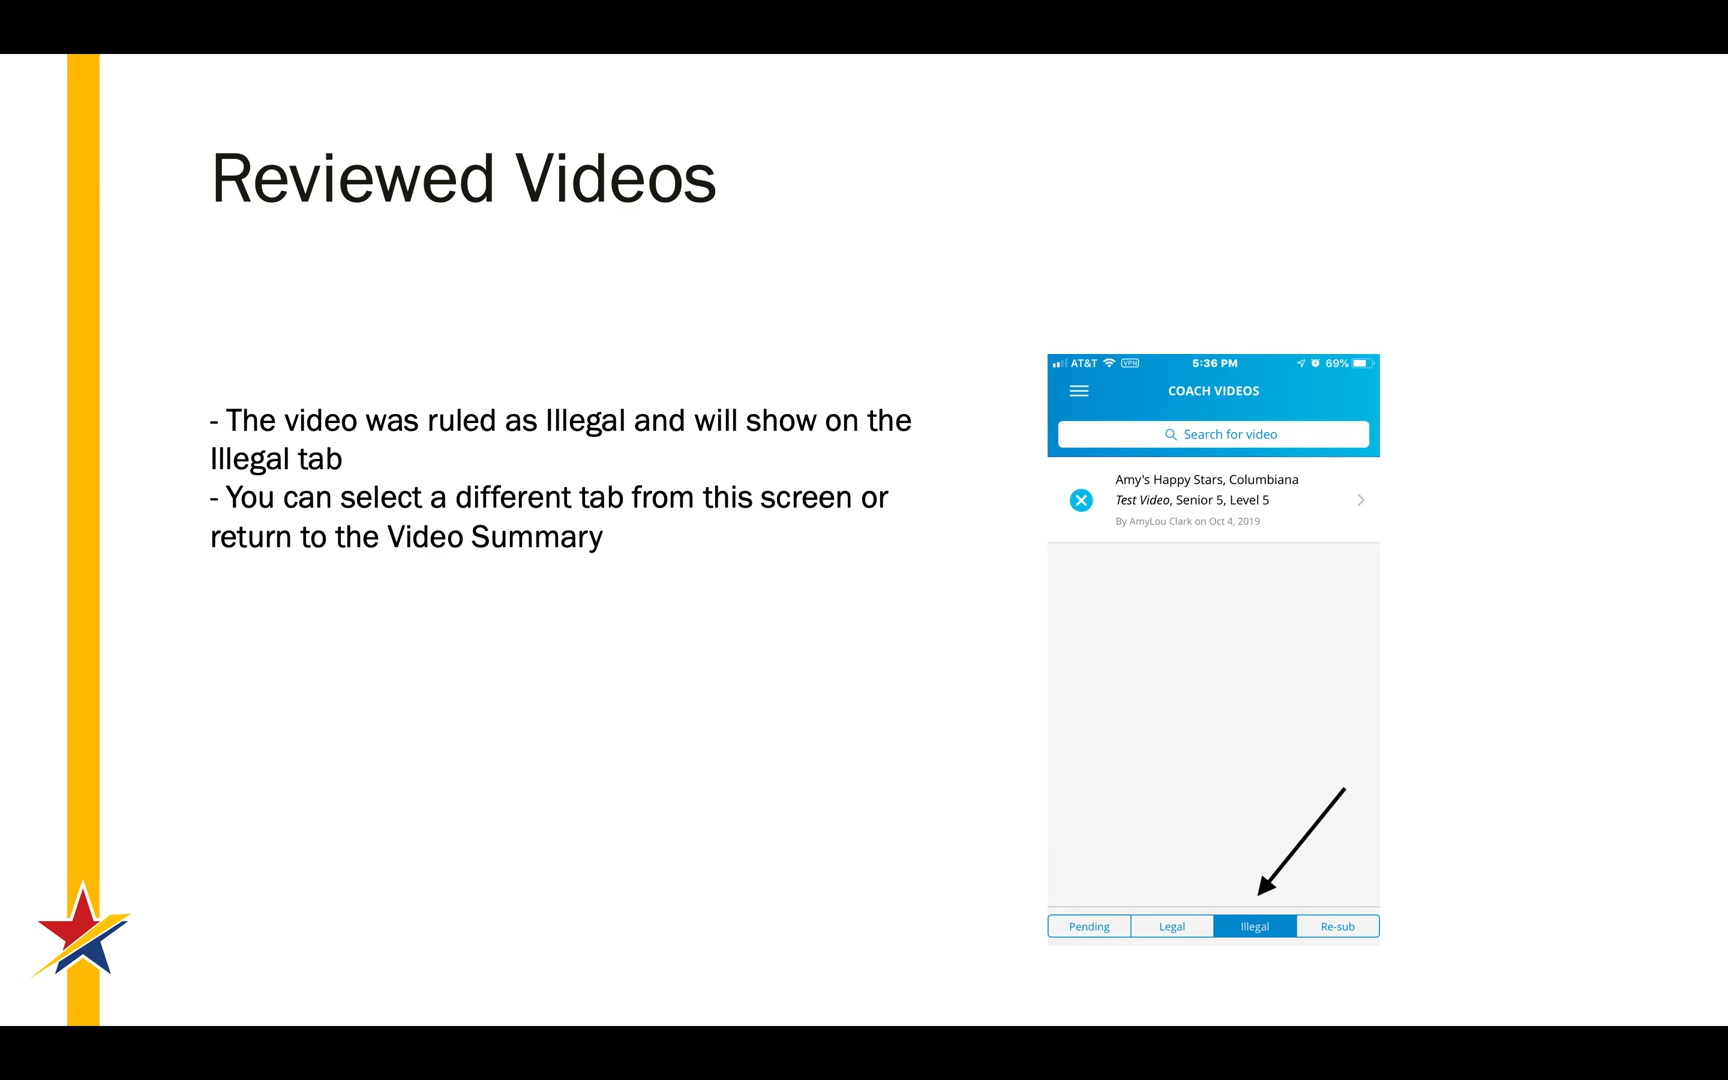 Reviewed Videos
- The video was ruled as Illegal and will show on the
Illegal tab
- You can select a different tab from this screen or
return to the Video Summary
AT&T VPN 5:36 PM 69%
COACH VIDEOS
Search for video
Amy's Happy Stars, Columbiana
Test Video, Senior 5, Level 5
By AmyLou Clark on Oct 4, 2019
Pending Legal Illegal Re-sub